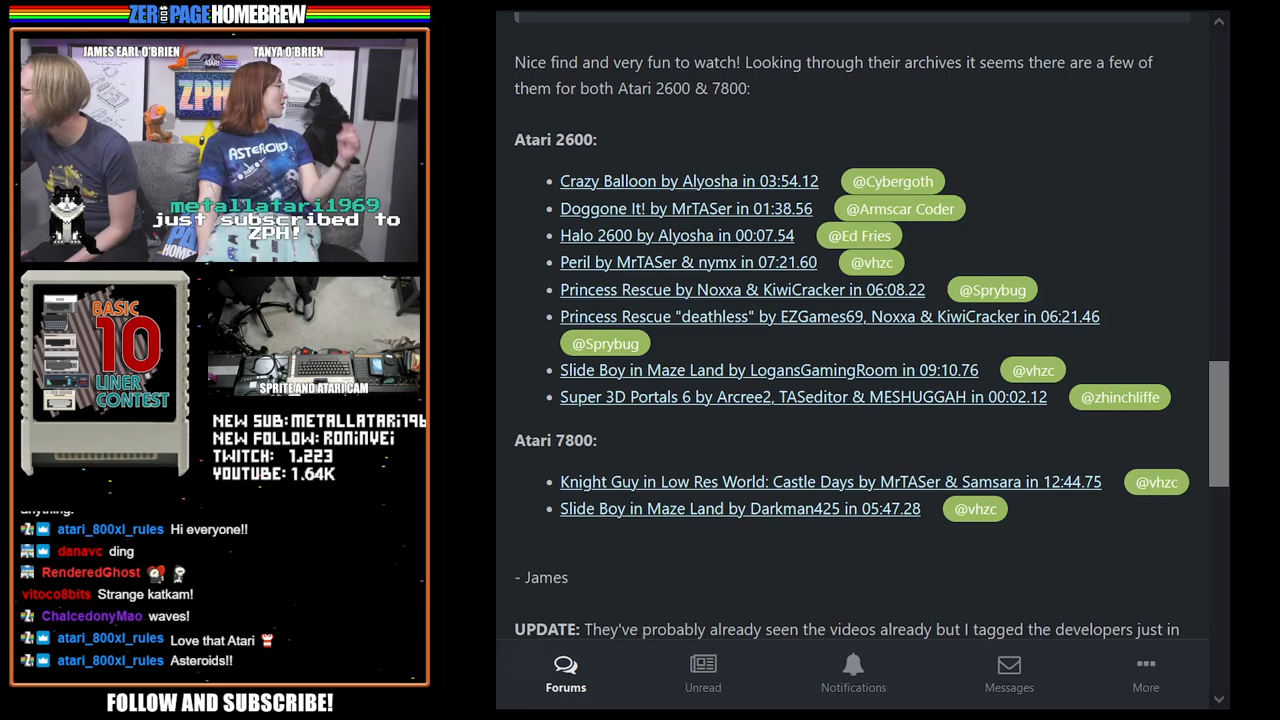 ZER PAGE HOMEBREW
JAMES EARL O'BRIEN
TANYA O'BRIEN
ATARI
ZPH
ASTEROIDS
metallatari1969
just subscribed to
ZPH!
BASIC
10
LINER
CONTEST
SPRITE AND ATARI CAM
NEW SUB: METALLATARI196
NEW FOLLOW: RONINYEI
TWITCH: 1,223
YOUTUBE: 1.64K
anything.
atari_800xl_rules Hi everyone!!
danavc ding
RenderedGhost
vitoco8bits Strange katkam!
ChalcedonyMao waves!
atari_800xl_rules Love that Atari
atari_800xl_rules Asteroids!!
FOLLOW AND SUBSCRIBE!
Nice find and very fun to watch! Looking through their archives it seems there are a few of
them for both Atari 2600 & 7800:
Atari 2600:
Crazy Balloon by Alyosha in 03:54.12 @Cybergoth
Doggone It! by MrTASer in 01:38.56 @Armscar Coder
Halo 2600 by Alyosha in 00:07.54 @Ed Fries
Peril by MrTASer & nymx in 07:21.60 @vhzc
Princess Rescue by Noxxa & KiwiCracker in 06:08.22 @Sprybug
Princess Rescue "deathless" by EZGames69, Noxxa & KiwiCracker in 06:21.46
@Sprybug
Slide Boy in Maze Land by LogansGamingRoom in 09:10.76 @vhzc
Super 3D Portals 6 by Arcree2, TASeditor & MESHUGGAH in 00:02.12 @zhinchliffe
Atari 7800:
Knight Guy in Low Res World: Castle Days by MrTASer & Samsara in 12:44.75 @vhzc
Slide Boy in Maze Land by Darkman425 in 05:47.28 @vhzc
- James
UPDATE: They've probably already seen the videos already but I tagged the developers just in
Forums
Unread
Notifications
Messages
More